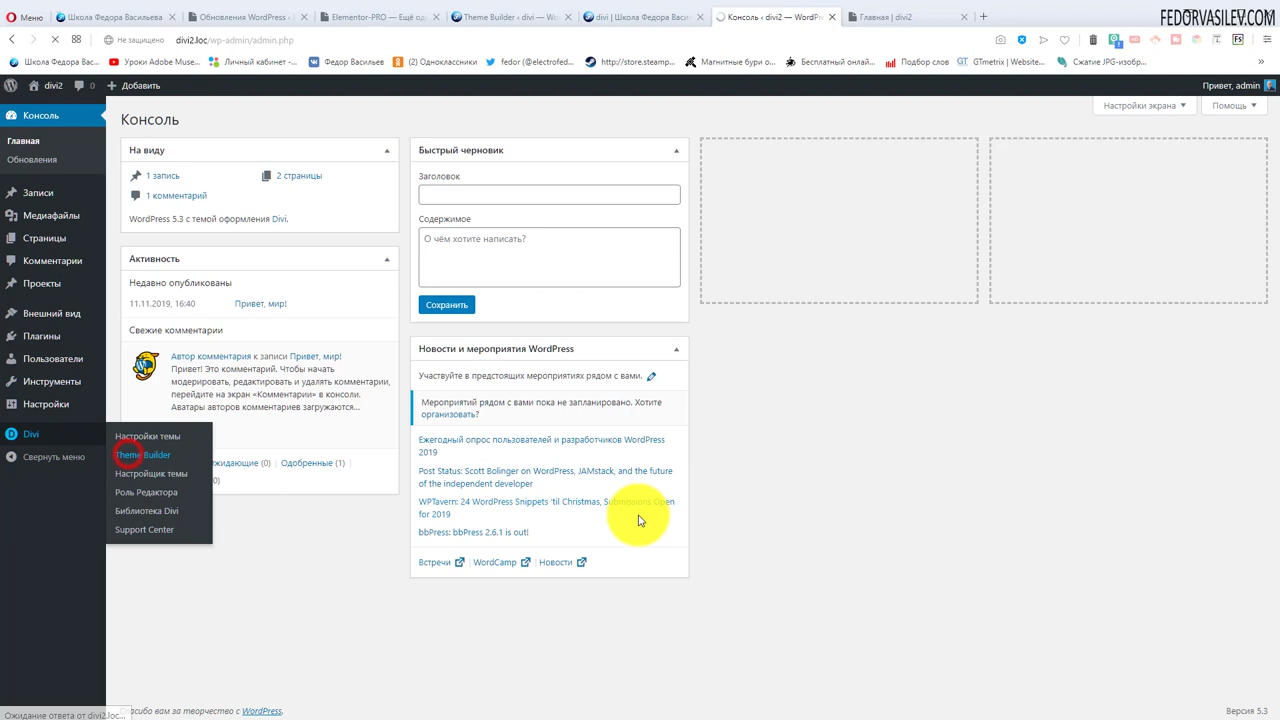 FEDORVASILEV.COM
Меню
Школа Федора Васильева
Обновления WordPress ‹
Elementor-PRO — Ещё од
Theme Builder ‹ divi — Wor
divi | Школа Федора Васи
Консоль ‹ divi2 — WordPre
Главная | divi2
Не защищено
divi2.loc/wp-admin/admin.php
Школа Федора Васи...
Уроки Adobe Muse...
Личный кабинет -...
Федор Васильев
(2) Одноклассники
fedor (@electrofed...
http://store.steamp...
Магнитные бури о...
Бесплатный онлай...
Подбор слов
GTmetrix | Website...
Сжатие JPG-изобр...
divi2
0
Добавить
Привет, admin
Консоль
Главная
Обновления
Записи
Медиафайлы
Страницы
Комментарии
Проекты
Внешний вид
Плагины
Пользователи
Инструменты
Настройки
Divi
Свернуть меню
Настройки темы
Theme Builder
Настройщик темы
Роль Редактора
Библиотека Divi
Support Center
Настройки экрана
Помощь
Консоль
На виду
1 запись
2 страницы
1 комментарий
WordPress 5.3 с темой оформления Divi.
Активность
Недавно опубликованы
11.11.2019, 16:40
Привет, мир!
Свежие комментарии
Автор комментария к записи Привет, мир!
Привет! Это комментарий. Чтобы начать
модерировать, редактировать и удалять комментарии,
перейдите на экран «Комментарии» в консоли.
Аватары авторов комментариев загружаются…
ожидающие (0)
Одобренные (1)
(0)
Быстрый черновик
Заголовок
Содержимое
О чём хотите написать?
Сохранить
Новости и мероприятия WordPress
Участвуйте в предстоящих мероприятиях рядом с вами.
Мероприятий рядом с вами пока не запланировано. Хотите
организовать?
Ежегодный опрос пользователей и разработчиков WordPress
2019
Post Status: Scott Bolinger on WordPress, JAMstack, and the future
of the independent developer
WPTavern: 24 WordPress Snippets 'til Christmas, Submissions Open
for 2019
bbPress: bbPress 2.6.1 is out!
Встречи
WordCamp
Новости
Ожидание ответа от divi2.loc...
Спасибо вам за творчество с WordPress.
Версия 5.3